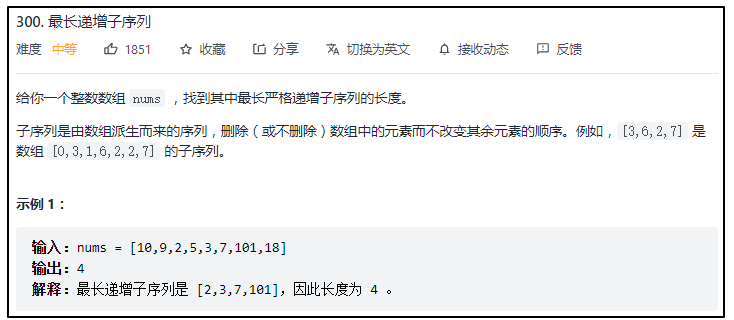 300. 最长递增子序列
难度 中等 1851 收藏 分享 切换为英文 接收动态 反馈
给你一个整数数组 nums ，找到其中最长严格递增子序列的长度。
子序列是由数组派生而来的序列，删除（或不删除）数组中的元素而不改变其余元素的顺序。例如，[3,6,2,7] 是
数组 [0,3,1,6,2,2,7] 的子序列。
示例 1：
输入：nums = [10,9,2,5,3,7,101,18]
输出：4
解释：最长递增子序列是 [2,3,7,101]，因此长度为 4 。